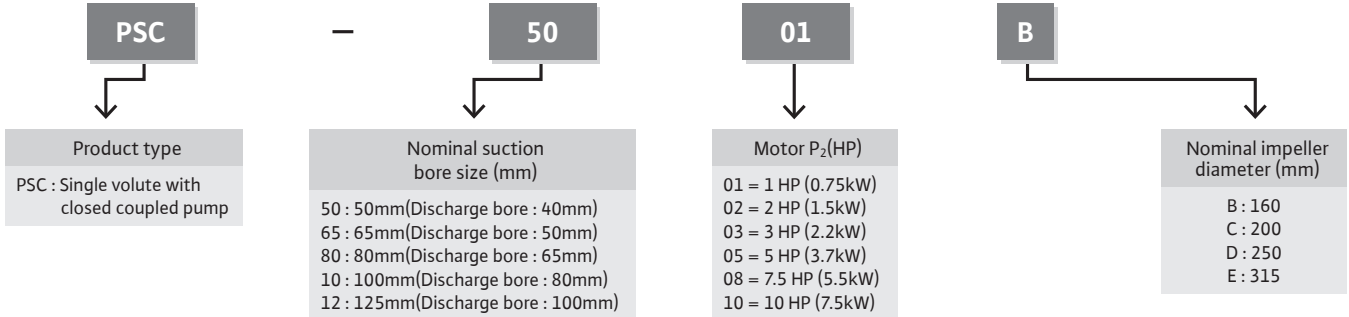 PSC – 50 01 B
Product type
PSC : Single volute with
closed coupled pump
Nominal suction
bore size (mm)
50 : 50mm(Discharge bore : 40mm)
65 : 65mm(Discharge bore : 50mm)
80 : 80mm(Discharge bore : 65mm)
10 : 100mm(Discharge bore : 80mm)
12 : 125mm(Discharge bore : 100mm)
Motor P₂(HP)
01 = 1 HP (0.75kW)
02 = 2 HP (1.5kW)
03 = 3 HP (2.2kW)
05 = 5 HP (3.7kW)
08 = 7.5 HP (5.5kW)
10 = 10 HP (7.5kW)
Nominal impeller
diameter (mm)
B : 160
C : 200
D : 250
E : 315